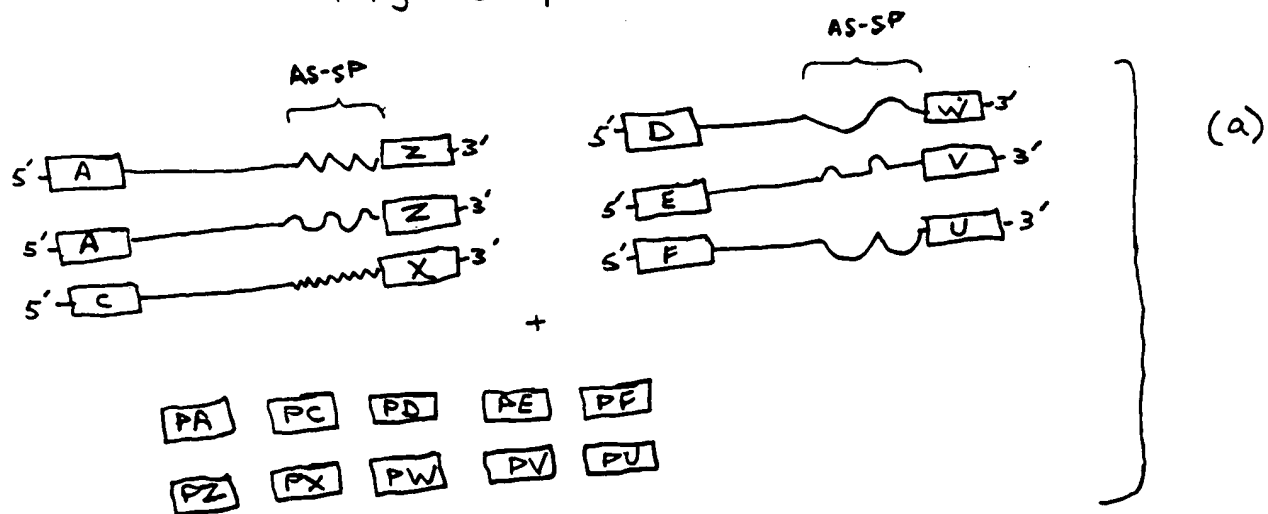 AS-SP
AS-SP
5' A Z 3'
5' A Z 3'
5' C X 3'
5' D W 3'
5' E V 3'
5' F U 3'
(a)
+
PA PC PD PE PF
PZ PX PW PV PU